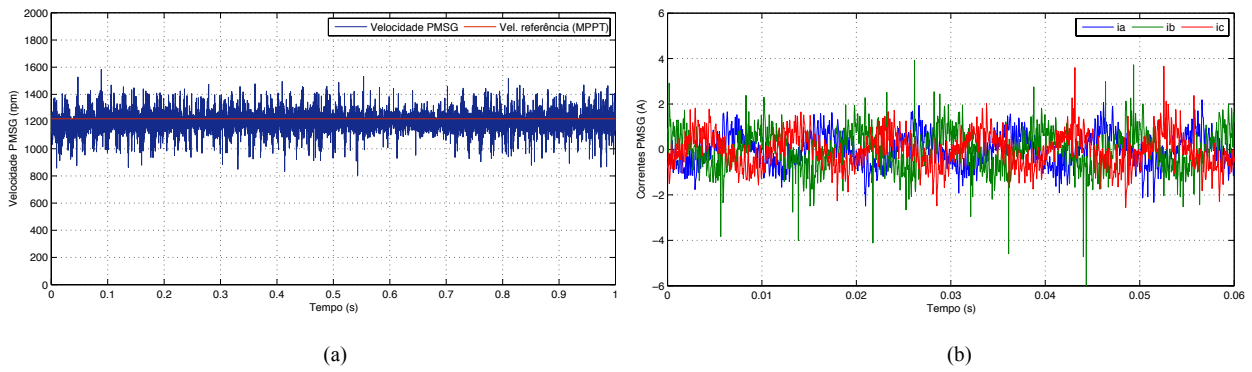 2000
1800
1600
1400
1200
1000
800
600
400
200
0
Velocidade PMSG (rpm)
Velocidade PMSG
Vel. referência (MPPT)
0 0.1 0.2 0.3 0.4 0.5 0.6 0.7 0.8 0.9 1
Tempo (s)
(a)
6
4
2
0
−2
−4
−6
Correntes PMSG (A)
ia ib ic
0 0.01 0.02 0.03 0.04 0.05 0.06
Tempo (s)
(b)